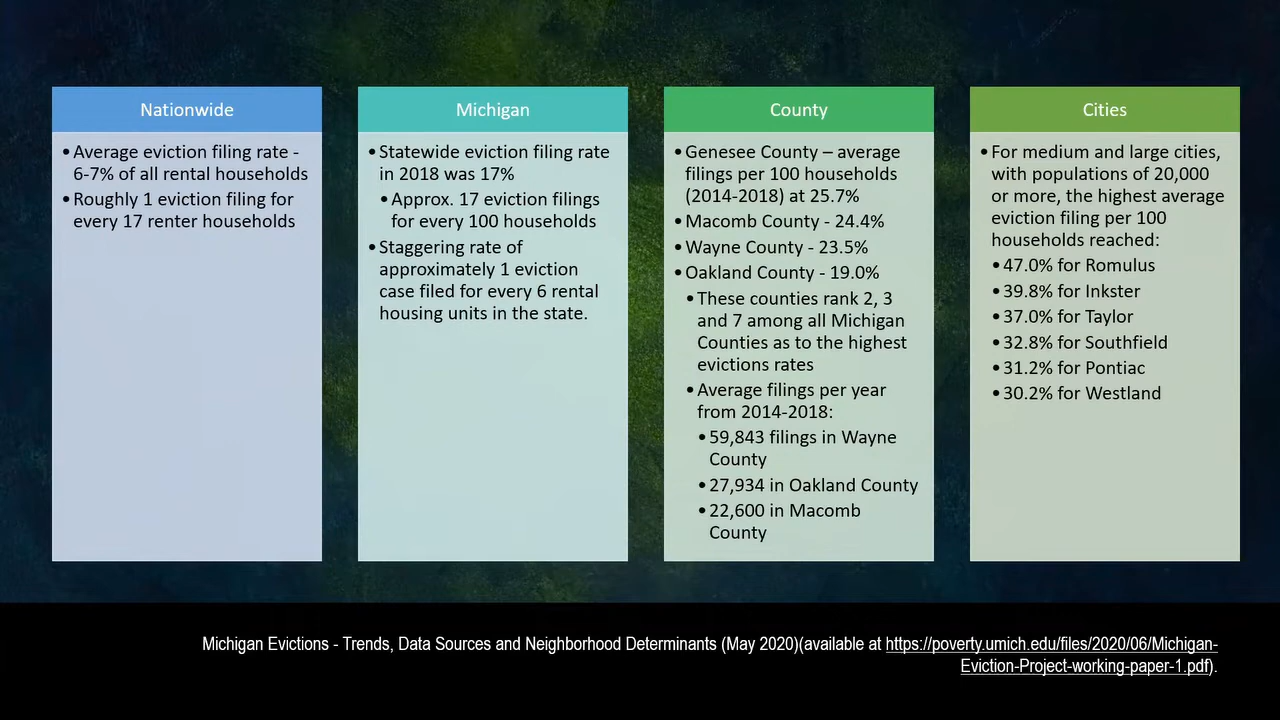 Nationwide
• Average eviction filing rate -
6-7% of all rental households
• Roughly 1 eviction filing for
every 17 renter households
Michigan
• Statewide eviction filing rate
in 2018 was 17%
• Approx. 17 eviction filings
for every 100 households
• Staggering rate of
approximately 1 eviction
case filed for every 6 rental
housing units in the state.
County
• Genesee County – average
filings per 100 households
(2014-2018) at 25.7%
• Macomb County - 24.4%
• Wayne County - 23.5%
• Oakland County - 19.0%
• These counties rank 2, 3
and 7 among all Michigan
Counties as to the highest
evictions rates
• Average filings per year
from 2014-2018:
• 59,843 filings in Wayne
County
• 27,934 in Oakland County
• 22,600 in Macomb
County
Cities
• For medium and large cities,
with populations of 20,000
or more, the highest average
eviction filing per 100
households reached:
• 47.0% for Romulus
• 39.8% for Inkster
• 37.0% for Taylor
• 32.8% for Southfield
• 31.2% for Pontiac
• 30.2% for Westland
Michigan Evictions - Trends, Data Sources and Neighborhood Determinants (May 2020)(available at https://poverty.umich.edu/files/2020/06/Michigan-
Eviction-Project-working-paper-1.pdf).